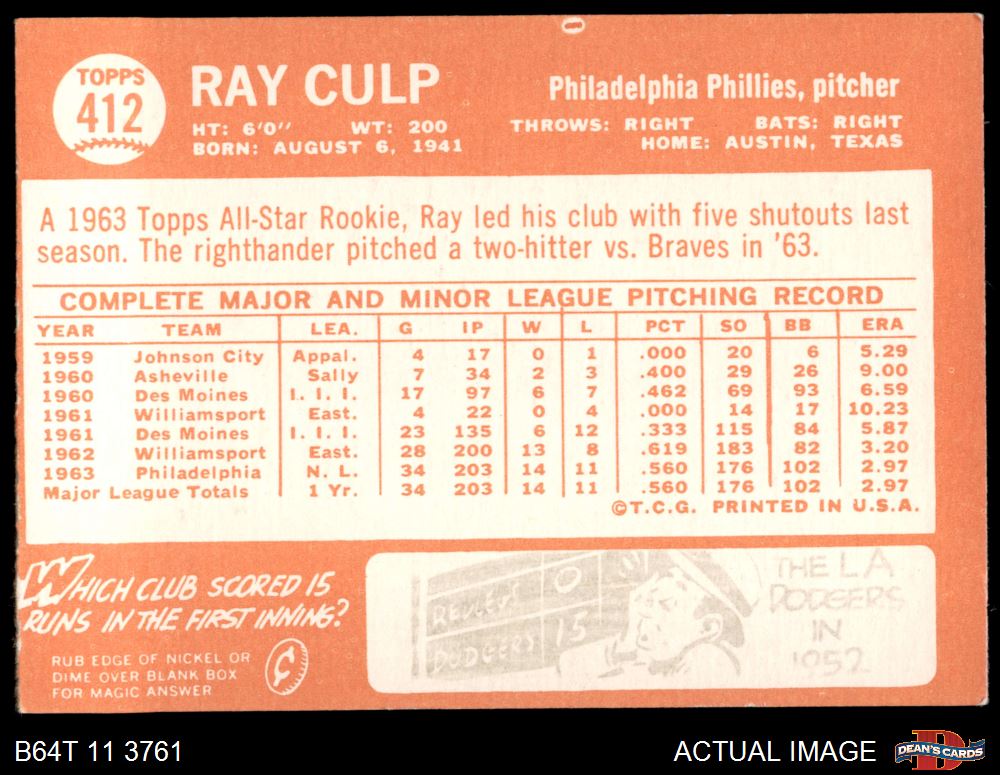 TOPPS
412
RAY CULP
Philadelphia Phillies, pitcher
HT: 6'0" WT: 200
THROWS: RIGHT BATS: RIGHT
BORN: AUGUST 6, 1941
HOME: AUSTIN, TEXAS
A 1963 Topps All-Star Rookie, Ray led his club with five shutouts last
season. The righthander pitched a two-hitter vs. Braves in '63.
COMPLETE MAJOR AND MINOR LEAGUE PITCHING RECORD
YEAR TEAM LEA. G IP W L PCT SO BB ERA
1959 Johnson City Appal. 4 17 0 1 .000 20 6 5.29
1960 Asheville Sally 7 34 2 3 .400 29 26 9.00
1960 Des Moines I. I. I. 17 97 6 7 .462 69 93 6.59
1961 Williamsport East. 4 22 0 4 .000 14 17 10.23
1961 Des Moines I. I. I. 23 135 6 12 .333 115 84 5.87
1962 Williamsport East. 28 200 13 8 .619 183 82 3.20
1963 Philadelphia N. L. 34 203 14 11 .560 176 102 2.97
Major League Totals 1 Yr. 34 203 14 11 .560 176 102 2.97
©T.C.G. PRINTED IN U.S.A.
WHICH CLUB SCORED 15
RUNS IN THE FIRST INNING?
RUB EDGE OF NICKEL OR
DIME OVER BLANK BOX
FOR MAGIC ANSWER
¢
0
DODGERS 15
THE LA
DODGERS
IN
1952
B64T 11 3761
ACTUAL IMAGE
DEAN'S CARDS